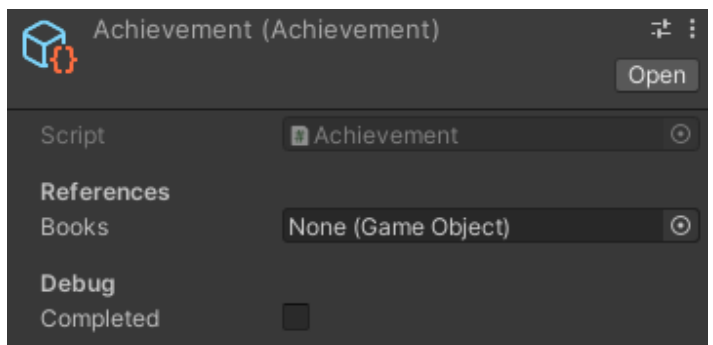 Achievement (Achievement)
Open
Script Achievement
References
Books None (Game Object)
Debug
Completed